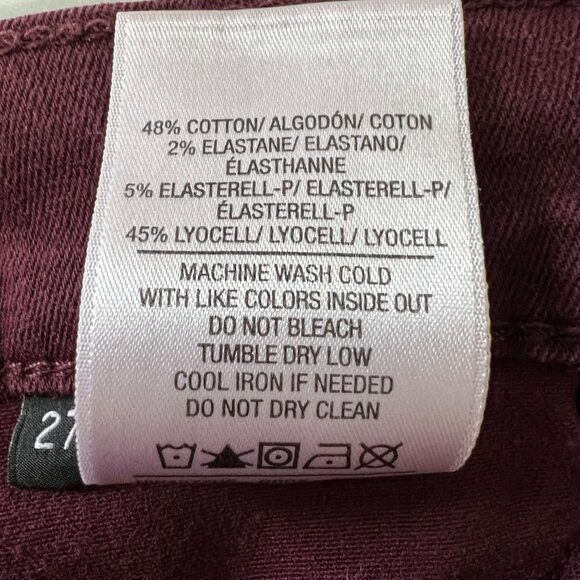 48% COTTON/ ALGODÓN/ COTON
2% ELASTANE/ ELASTANO/
ÉLASTHANNE
5% ELASTERELL-P/ ELASTERELL-P/
ÉLASTERELL-P
45% LYOCELL/ LYOCELL/ LYOCELL
MACHINE WASH COLD
WITH LIKE COLORS INSIDE OUT
DO NOT BLEACH
TUMBLE DRY LOW
COOL IRON IF NEEDED
DO NOT DRY CLEAN
27